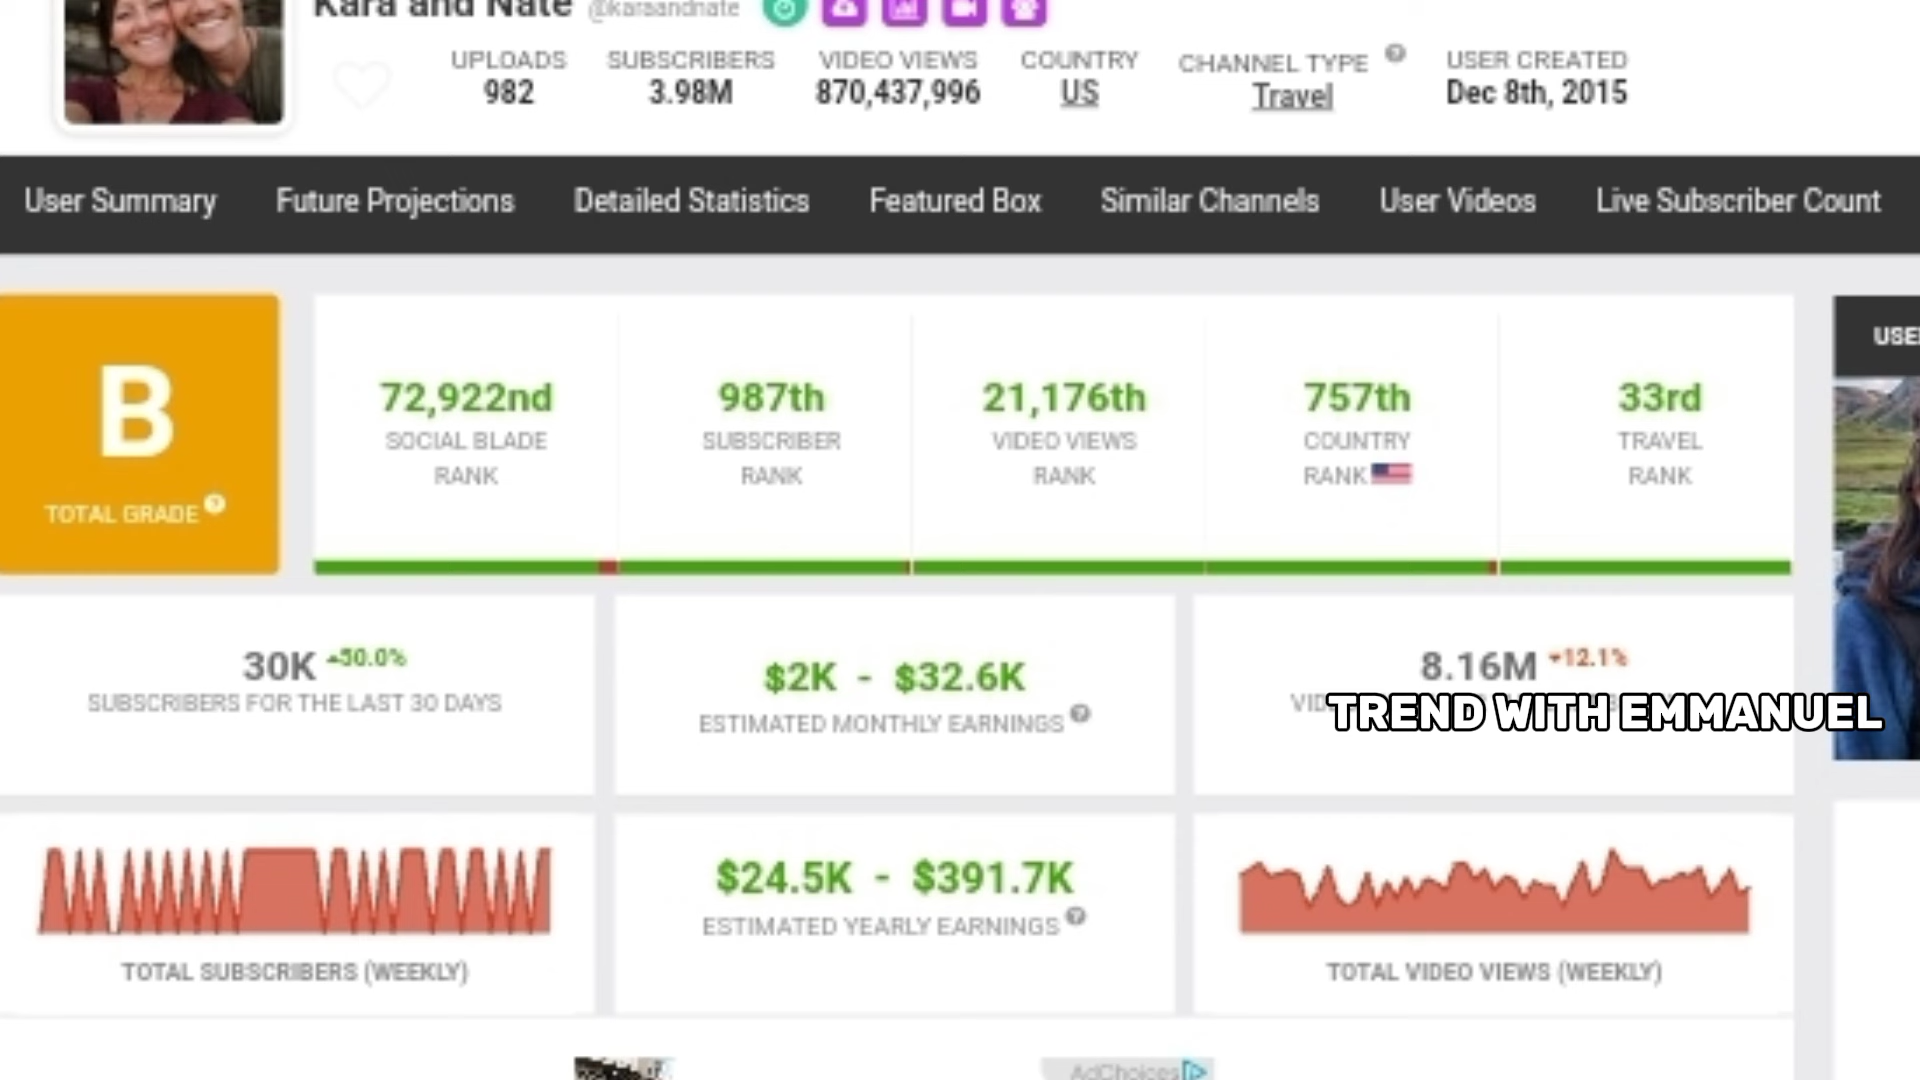 Kara and Nate @karaandnate
UPLOADS SUBSCRIBERS VIDEO VIEWS COUNTRY CHANNEL TYPE USER CREATED
982 3.98M 870,437,996 US Travel Dec 8th, 2015
User Summary Future Projections Detailed Statistics Featured Box Similar Channels User Videos Live Subscriber Count
B
TOTAL GRADE
72,922nd 987th 21,176th 757th 33rd
SOCIAL BLADE SUBSCRIBER VIDEO VIEWS COUNTRY TRAVEL
RANK RANK RANK RANK RANK
30K 50.0%
SUBSCRIBERS FOR THE LAST 30 DAYS
$2K - $32.6K
ESTIMATED MONTHLY EARNINGS
8.16M 12.1%
TREND WITH EMMANUEL
TOTAL SUBSCRIBERS (WEEKLY)
$24.5K - $391.7K
ESTIMATED YEARLY EARNINGS
TOTAL VIDEO VIEWS (WEEKLY)
AdChoices